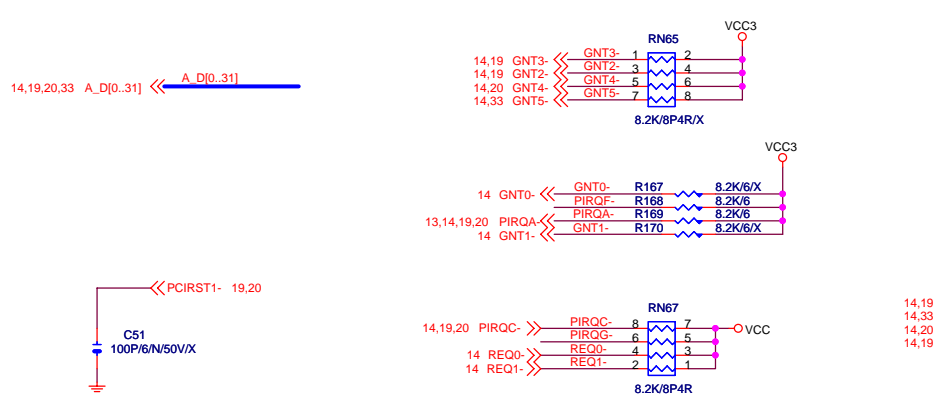 VCC3
RN65
14,19,20,33 A_D[0..31] A_D[0..31]
14,19 GNT3- GNT3- 1 2
14,19 GNT2- GNT2- 3 4
14,20 GNT4- GNT4- 5 6
14,33 GNT5- GNT5- 7 8
8.2K/8P4R/X
VCC3
14 GNT0- GNT0- R167 8.2K/6/X
PIRQF- R168 8.2K/6
13,14,19,20 PIRQA- PIRQA- R169 8.2K/6
14 GNT1- GNT1- R170 8.2K/6/X
PCIRST1- 19,20
C51
100P/6/N/50V/X
RN67
14,19,20 PIRQC- PIRQC- 8 7 VCC
PIRQG- 6 5
14 REQ0- REQ0- 4 3
14 REQ1- REQ1- 2 1
8.2K/8P4R
14,19
14,33
14,20
14,19